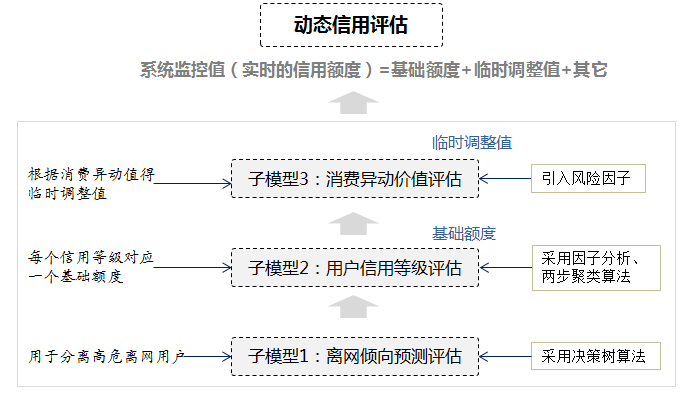 动态信用评估
系统监控值（实时的信用额度）=基础额度+临时调整值+其它
临时调整值
根据消费异动值得
临时调整值
子模型3：消费异动价值评估
引入风险因子
基础额度
每个信用等级对应
一个基础额度
子模型2：用户信用等级评估
采用因子分析、
两步聚类算法
用于分离高危离网用户
子模型1：离网倾向预测评估
采用决策树算法